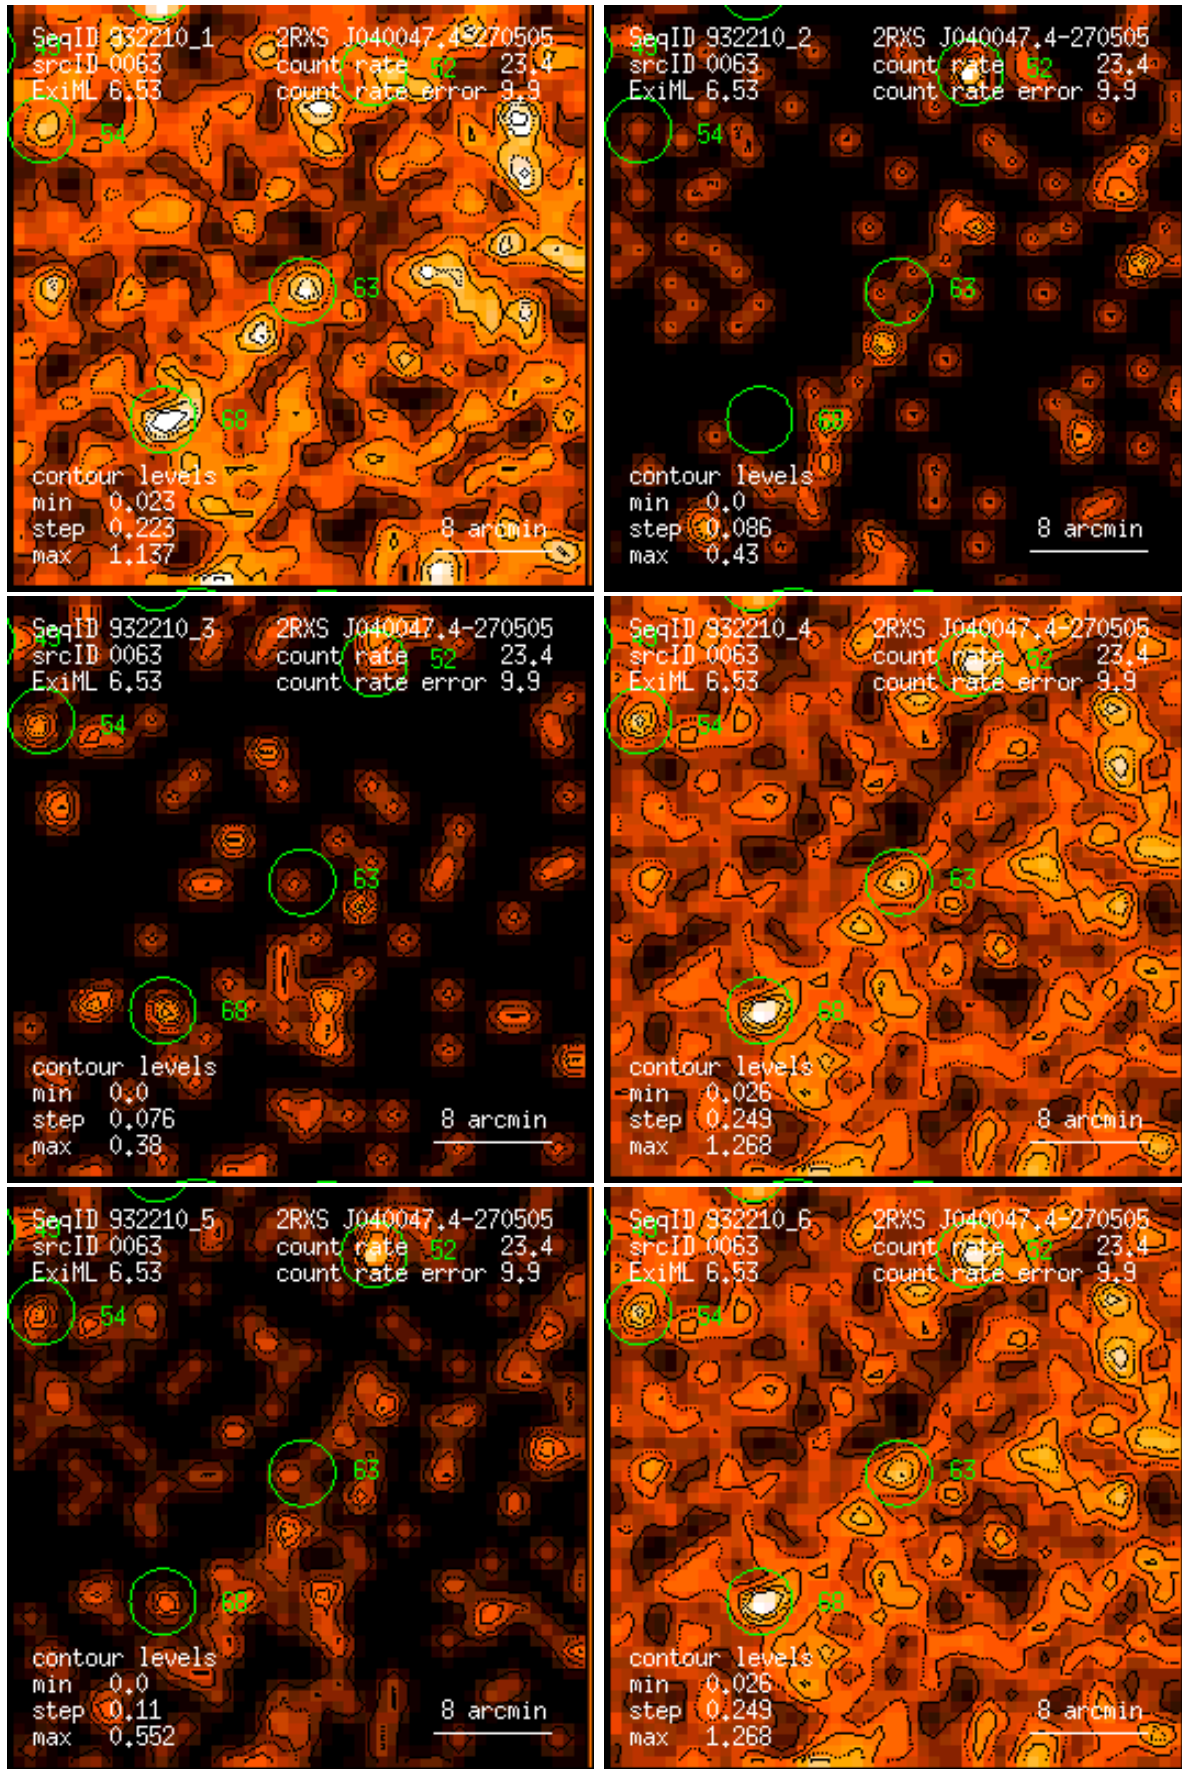 SeqID 932210_1 2RXS J040047.4-270505
49
srcID 0063 count rate 52 23.4
ExiML 6.53 count rate error 9.9
54
63
68
contour levels
min 0.023
step 0.223 8 arcmin
max 1.137
SeqID 932210_2 2RXS J040047.4-270505
49
srcID 0063 count rate 52 23.4
ExiML 6.53 count rate error 9.9
54
63
68
contour levels
min 0.0
step 0.086 8 arcmin
max 0.43
SeqID 932210_3 2RXS J040047.4-270505
49
srcID 0063 count rate 52 23.4
ExiML 6.53 count rate error 9.9
54
63
68
contour levels
min 0.0
step 0.076 8 arcmin
max 0.38
SeqID 932210_4 2RXS J040047.4-270505
49
srcID 0063 count rate 52 23.4
ExiML 6.53 count rate error 9.9
54
63
68
contour levels
min 0.026
step 0.249 8 arcmin
max 1.268
SeqID 932210_5 2RXS J040047.4-270505
49
srcID 0063 count rate 52 23.4
ExiML 6.53 count rate error 9.9
54
63
68
contour levels
min 0.0
step 0.11 8 arcmin
max 0.552
SeqID 932210_6 2RXS J040047.4-270505
49
srcID 0063 count rate 52 23.4
ExiML 6.53 count rate error 9.9
54
63
68
contour levels
min 0.026
step 0.249 8 arcmin
max 1.268